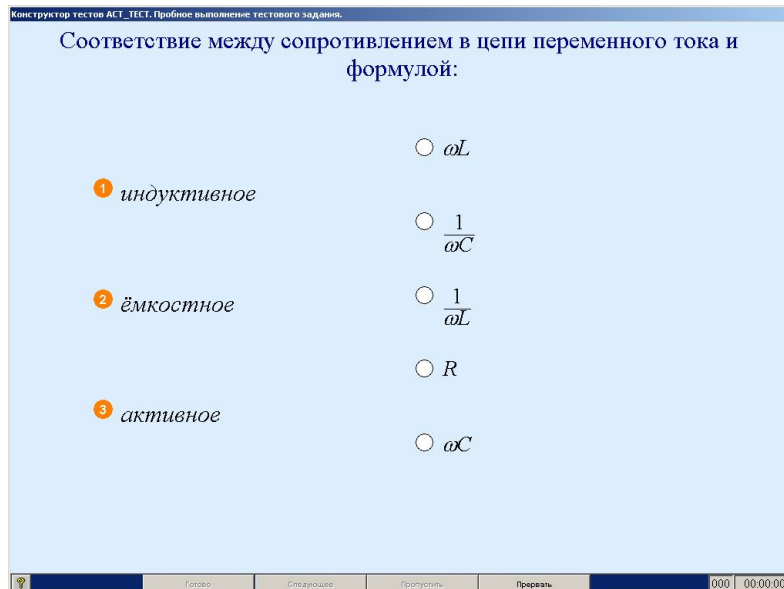 Конструктор тестов ACT_ТЕСТ. Пробное выполнение тестового задания.
Соответствие между сопротивлением в цепи переменного тока и
формулой:
ωL
1 индуктивное
1/ωC
2 ёмкостное
1/ωL
R
3 активное
ωC
? Готово Следующее Пропустить Прервать 000 00:00:00